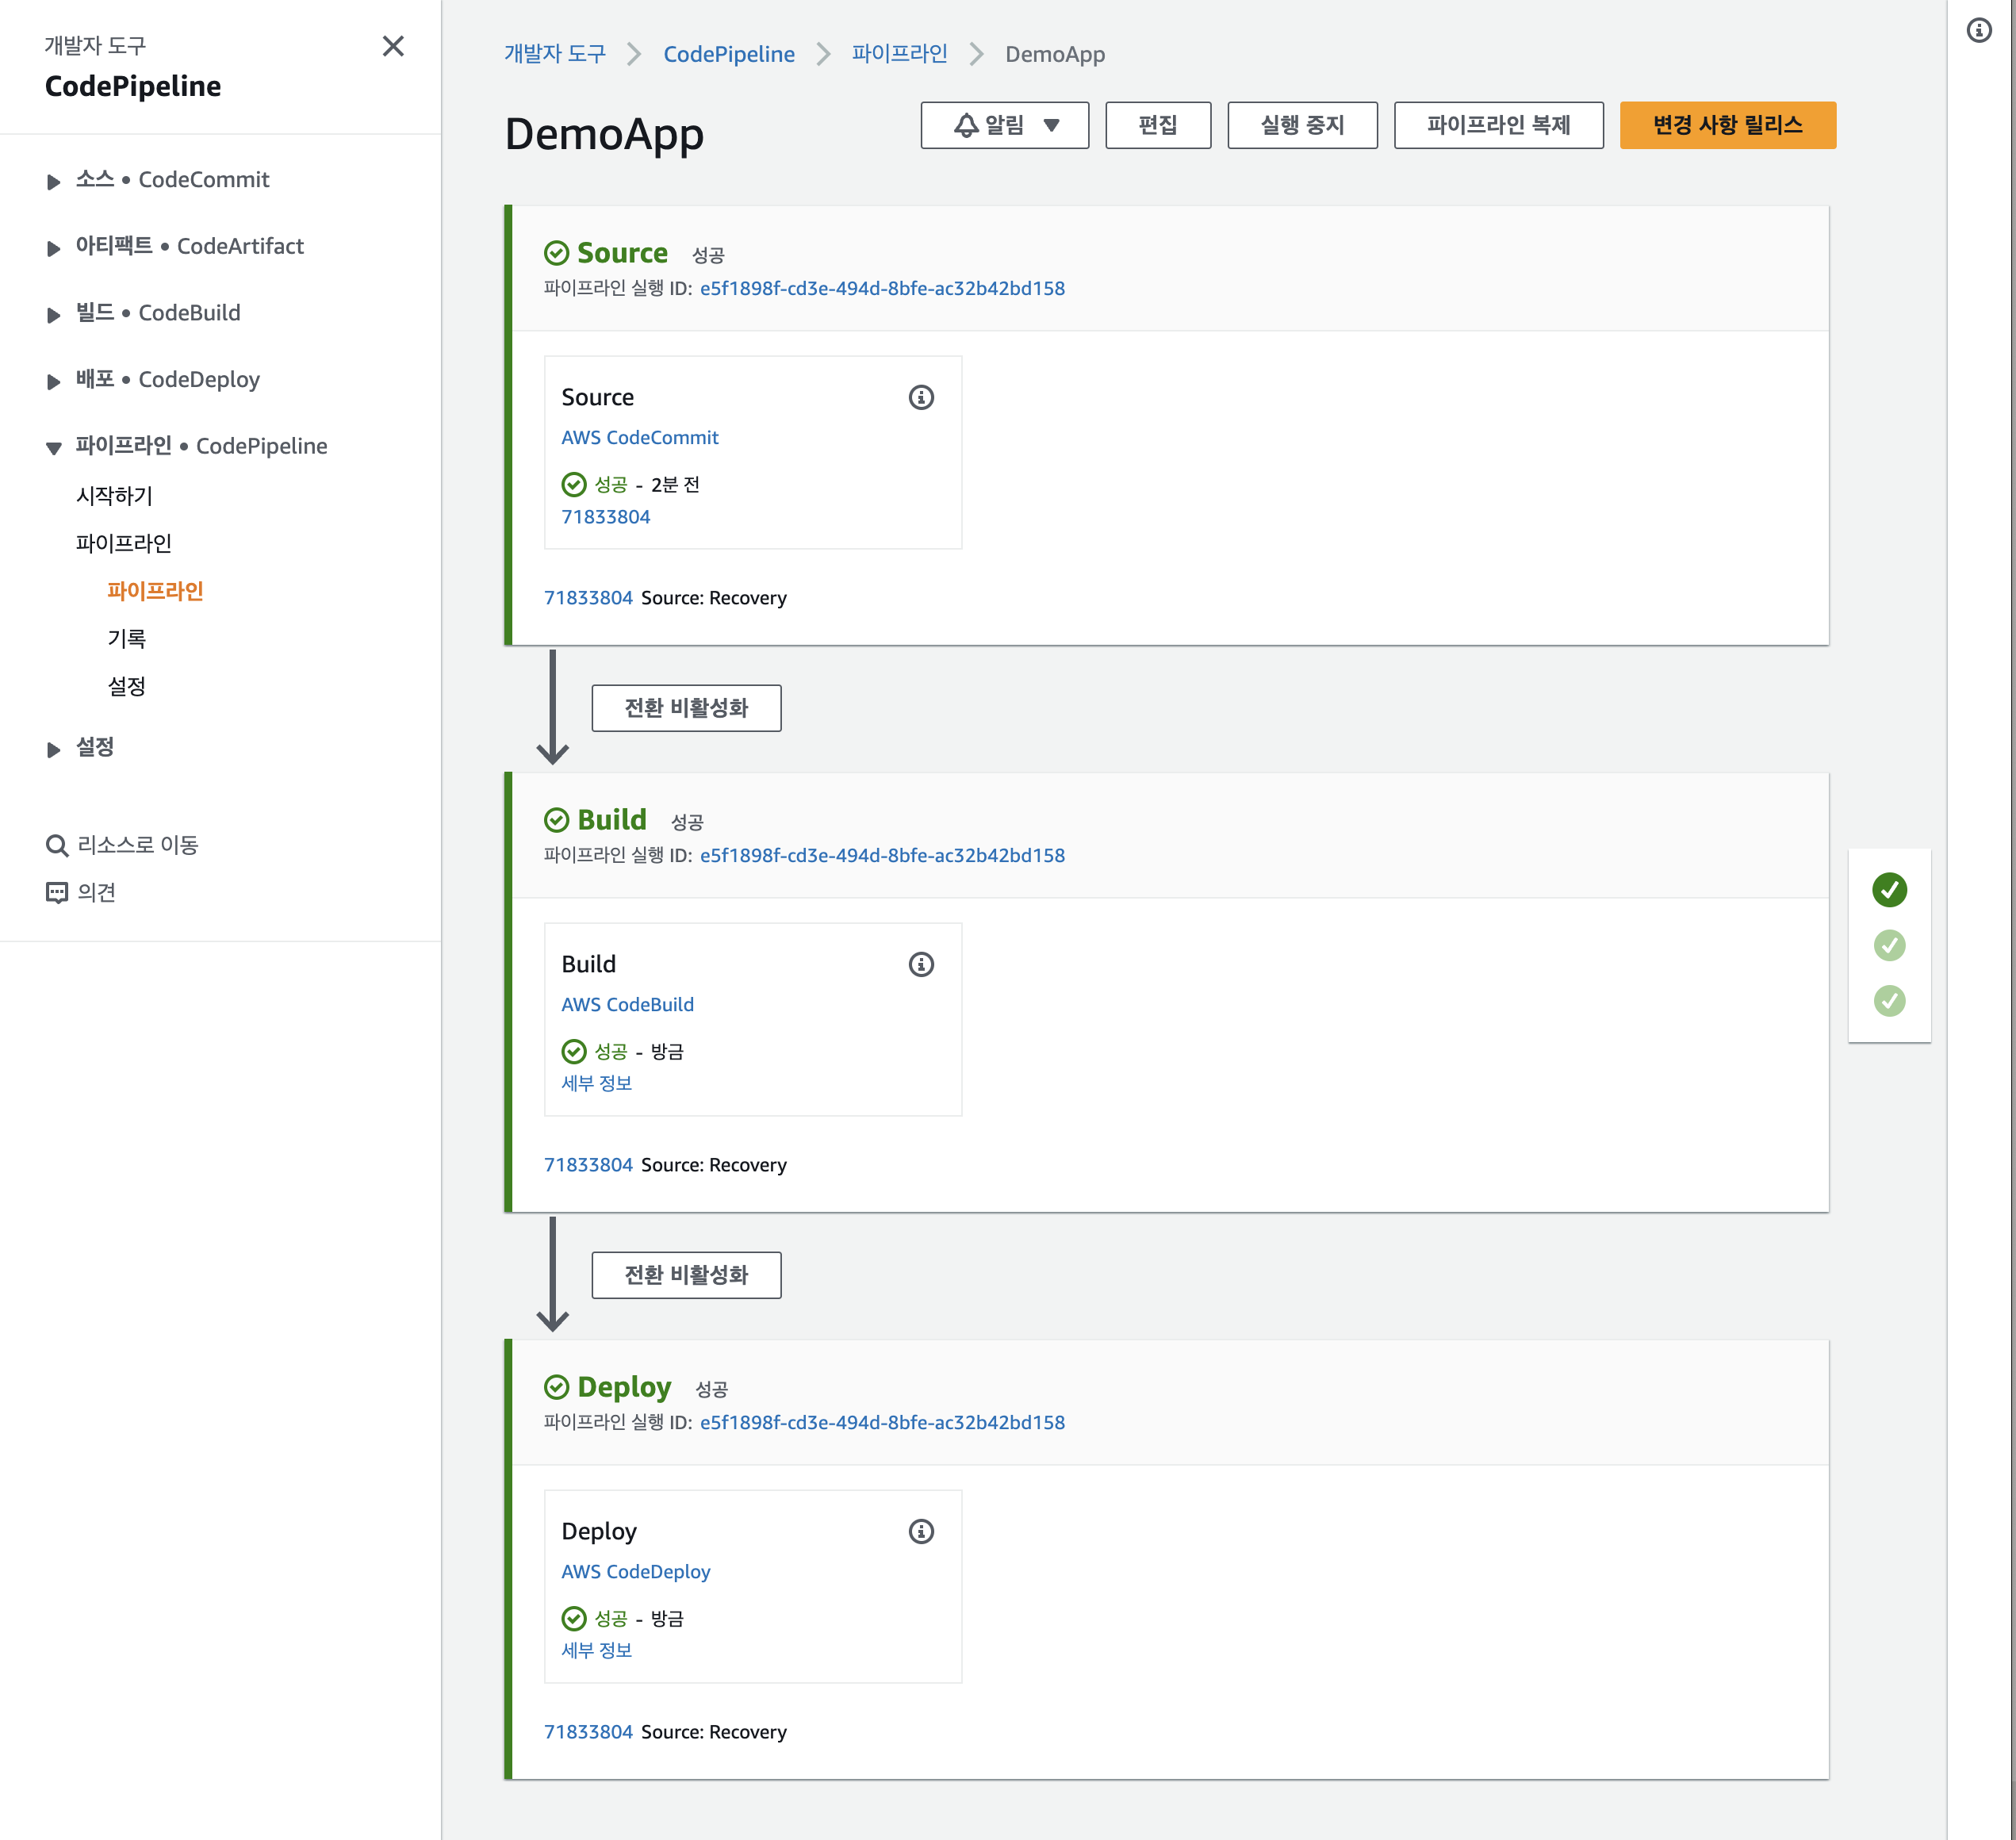 개발자 도구
CodePipeline
소스 • CodeCommit
아티팩트 • CodeArtifact
빌드 • CodeBuild
배포 • CodeDeploy
파이프라인 • CodePipeline
시작하기
파이프라인
파이프라인
기록
설정
설정
리소스로 이동
의견
개발자 도구 > CodePipeline > 파이프라인 > DemoApp
DemoApp
알림 ▼ 편집 실행 중지 파이프라인 복제 변경 사항 릴리스
Source 성공
파이프라인 실행 ID: e5f1898f-cd3e-494d-8bfe-ac32b42bd158
Source
AWS CodeCommit
성공 - 2분 전
71833804
71833804 Source: Recovery
전환 비활성화
Build 성공
파이프라인 실행 ID: e5f1898f-cd3e-494d-8bfe-ac32b42bd158
Build
AWS CodeBuild
성공 - 방금
세부 정보
71833804 Source: Recovery
전환 비활성화
Deploy 성공
파이프라인 실행 ID: e5f1898f-cd3e-494d-8bfe-ac32b42bd158
Deploy
AWS CodeDeploy
성공 - 방금
세부 정보
71833804 Source: Recovery